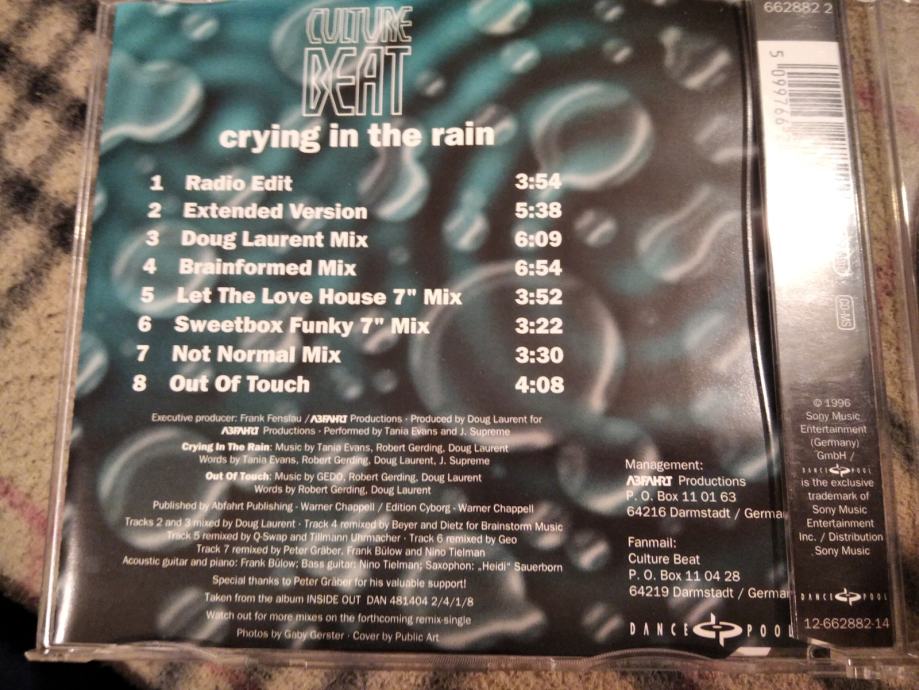 CULTURE
BEAT
crying in the rain
1 Radio Edit 3:54
2 Extended Version 5:38
3 Doug Laurent Mix 6:09
4 Brainformed Mix 6:54
5 Let The Love House 7" Mix 3:52
6 Sweetbox Funky 7" Mix 3:22
7 Not Normal Mix 3:30
8 Out Of Touch 4:08
Executive producer: Frank Fenslau / ABFAHRT Productions · Produced by Doug Laurent for
ABFAHRT Productions · Performed by Tania Evans and J. Supreme
Crying In The Rain: Music by Tania Evans, Robert Gerding, Doug Laurent
Words by Tania Evans, Robert Gerding, Doug Laurent, J. Supreme
Out Of Touch: Music by GEDO, Robert Gerding, Doug Laurent
Words by Robert Gerding, Doug Laurent
Published by Abfahrt Publishing · Warner Chappell / Edition Cyborg · Warner Chappell
Tracks 2 and 3 mixed by Doug Laurent · Track 4 remixed by Beyer and Dietz for Brainstorm Music
Track 5 remixed by Q-Swap and Tillmann Uhrmacher · Track 6 remixed by Geo
Track 7 remixed by Peter Gräber, Frank Bülow and Nino Tielman
Acoustic guitar and piano: Frank Bülow; Bass guitar: Nino Tielman; Saxophon: „Heidi" Sauerborn
Special thanks to Peter Gräber for his valuable support!
Taken from the album INSIDE OUT DAN 481404 2/4/1/8
Watch out for more mixes on the forthcoming remix-single
Photos by Gaby Gerster · Cover by Public Art
Management:
ABFAHRT Productions
P. O. Box 11 01 63
64216 Darmstadt / Germa
Fanmail:
Culture Beat
P. O. Box 11 04 28
64219 Darmstadt / German
DANCE POOL
662882 2
5 099766
CD-MS
© 1996
Sony Music
Entertainment
(Germany)
GmbH /
DANCE POOL
is the exclusive
trademark of
Sony Music
Entertainment
Inc. / Distribution
Sony Music
DANCE POOL
12-662882-14